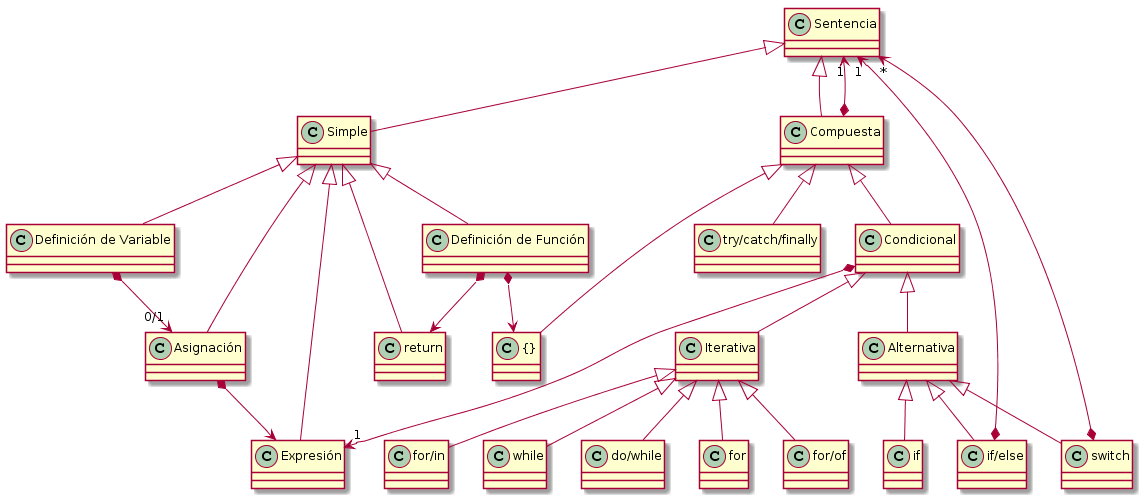 C Sentencia
1
1
*
C Simple
C Compuesta
C Definición de Variable
C Definición de Función
C try/catch/finally
C Condicional
0/1
C Asignación
C return
C {}
C Iterativa
C Alternativa
1
C Expresión
C for/in
C while
C do/while
C for
C for/of
C if
C if/else
C switch